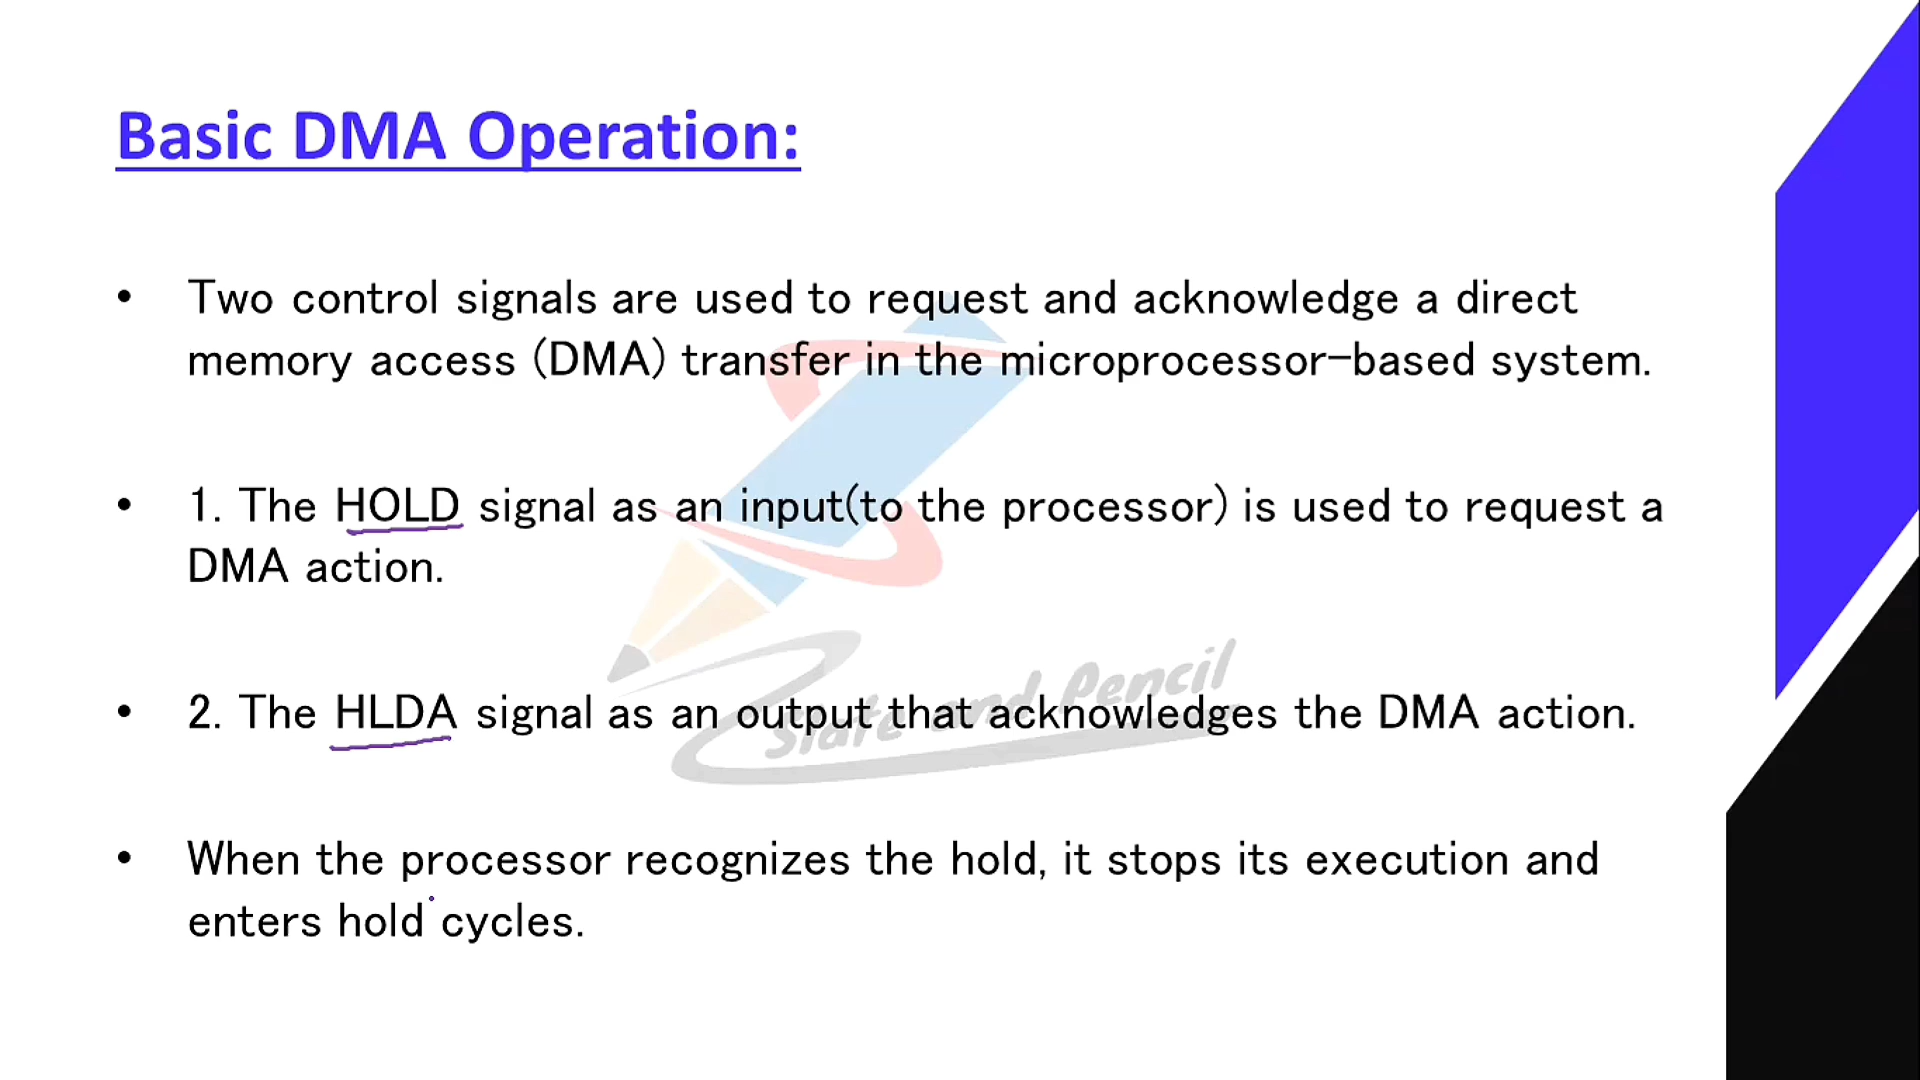 Basic DMA Operation:
• Two control signals are used to request and acknowledge a direct
memory access (DMA) transfer in the microprocessor-based system.
• 1. The HOLD signal as an input(to the processor) is used to request a
DMA action.
• 2. The HLDA signal as an output that acknowledges the DMA action.
Slate and Pencil
• When the processor recognizes the hold, it stops its execution and
enters hold cycles.